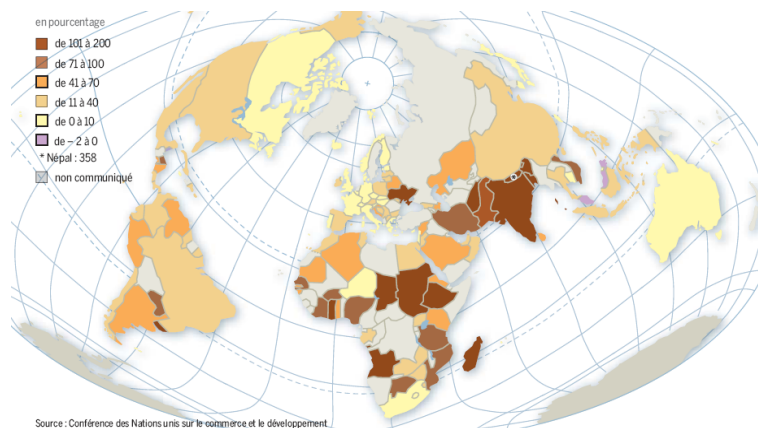 en pourcentage
de 101 à 200
de 71 à 100
de 41 à 70
de 11 à 40
de 0 à 10
de – 2 à 0
* Népal : 358
non communiqué
Source : Conférence des Nations unis sur le commerce et le développement